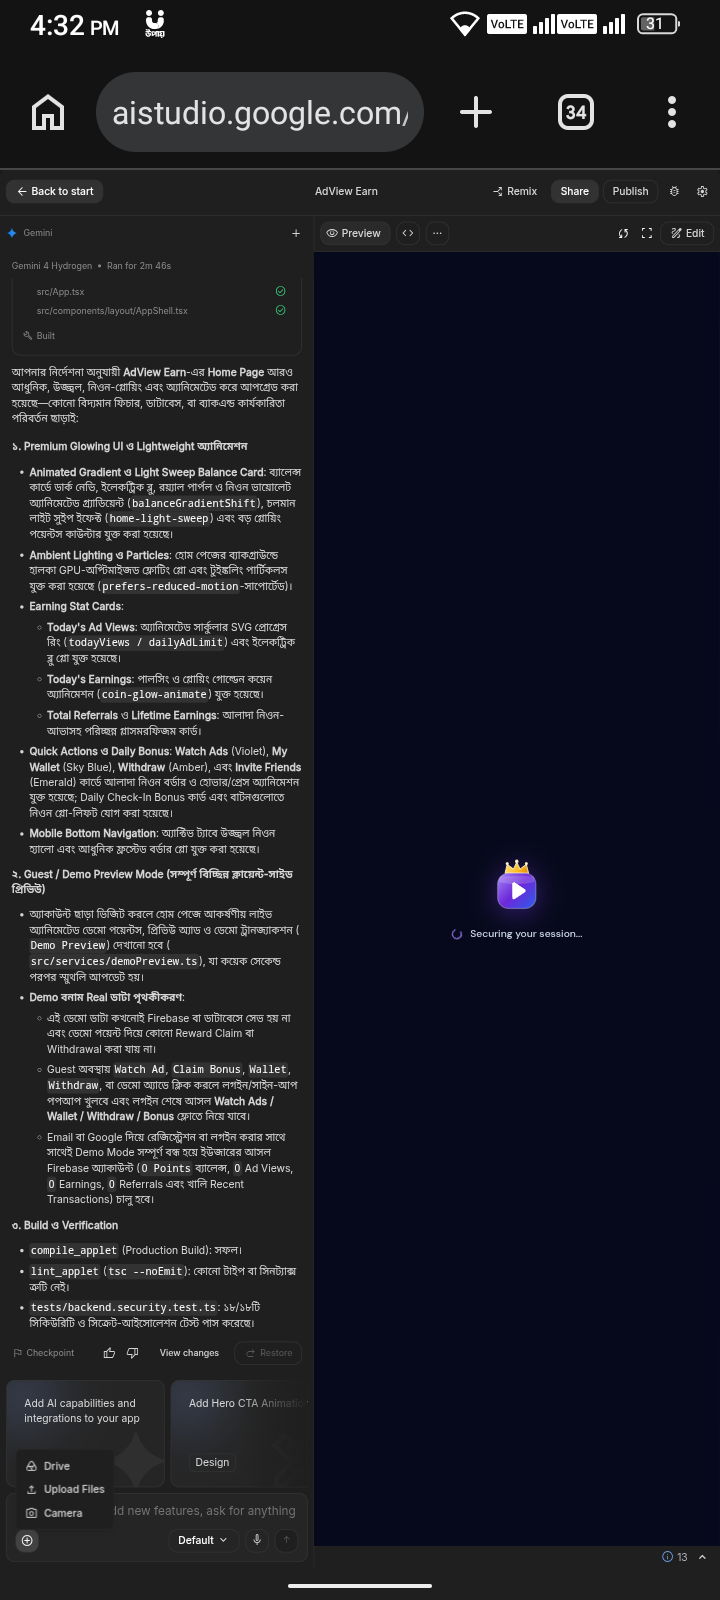 4:32 PM
উপায়
VoLTE
VoLTE
31
aistudio.google.com/
34
Back to start
AdView Earn
Remix
Share
Publish
Gemini
Preview
Edit
Gemini 4 Hydrogen • Ran for 2m 46s
src/App.tsx
src/components/layout/AppShell.tsx
Built
আপনার নির্দেশনা অনুযায়ী AdView Earn-এর Home Page আরও
আধুনিক, উজ্জ্বল, নিওন-গ্লোয়িং এবং অ্যানিমেটেড করে আপগ্রেড করা
হয়েছে—কোনো বিদ্যমান ফিচার, ডাটাবেস, বা ব্যাকএন্ড কার্যকারিতা
পরিবর্তন ছাড়াই:
১. Premium Glowing UI ও Lightweight অ্যানিমেশন
• Animated Gradient ও Light Sweep Balance Card: ব্যালেন্স
কার্ডে ডার্ক নেভি, ইলেকট্রিক ব্লু, রয়্যাল পার্পল ও নিওন ভায়োলেট
অ্যানিমেটেড গ্র্যাডিয়েন্ট (balanceGradientShift), চলমান
লাইট সুইপ ইফেক্ট (home-light-sweep) এবং বড় গ্লোয়িং
পয়েন্টস কাউন্টার যুক্ত করা হয়েছে।
• Ambient Lighting ও Particles: হোম পেজের ব্যাকগ্রাউন্ডে
হালকা GPU-অপ্টিমাইজড ফ্লোটিং গ্লো এবং টুইঙ্কলিং পার্টিকলস
যুক্ত করা হয়েছে (prefers-reduced-motion-সাপোর্টেড)।
• Earning Stat Cards:
◦ Today's Ad Views: অ্যানিমেটেড সার্কুলার SVG প্রোগ্রেস
রিং (todayViews / dailyAdLimit) এবং ইলেকট্রিক
ব্লু গ্লো যুক্ত হয়েছে।
◦ Today's Earnings: পালসিং ও গ্লোয়িং গোল্ডেন কয়েন
অ্যানিমেশন (coin-glow-animate) যুক্ত হয়েছে।
◦ Total Referrals ও Lifetime Earnings: আলাদা নিওন-
আভাসহ পরিচ্ছন্ন গ্লাসমরফিজম কার্ড।
• Quick Actions ও Daily Bonus: Watch Ads (Violet), My
Wallet (Sky Blue), Withdraw (Amber), এবং Invite Friends
(Emerald) কার্ডে আলাদা নিওন বর্ডার ও হোভার/প্রেস অ্যানিমেশন
যুক্ত হয়েছে; Daily Check-In Bonus কার্ড এবং বাটনগুলোতে
নিওন গ্লো-লিফট যোগ করা হয়েছে।
• Mobile Bottom Navigation: অ্যাক্টিভ ট্যাবে উজ্জ্বল নিওন
হ্যালো এবং আধুনিক ফ্রস্টেড বর্ডার গ্লো যুক্ত করা হয়েছে।
২. Guest / Demo Preview Mode (সম্পূর্ণ বিচ্ছিন্ন ক্লায়েন্ট-সাইড
প্রিভিউ)
• অ্যাকাউন্ট ছাড়া ভিজিট করলে হোম পেজে আকর্ষণীয় লাইভ
অ্যানিমেটেড ডেমো পয়েন্টস, প্রিভিউ অ্যাড ও ডেমো ট্রানজ্যাকশন (
Demo Preview) দেখানো হবে (
src/services/demoPreview.ts), যা কয়েক সেকেন্ড
পরপর স্মুথলি আপডেট হয়।
• Demo বনাম Real ডাটা পৃথকীকরণ:
◦ এই ডেমো ডাটা কখনোই Firebase বা ডাটাবেসে সেভ হয় না
এবং ডেমো পয়েন্ট দিয়ে কোনো Reward Claim বা
Withdrawal করা যায় না।
◦ Guest অবস্থায় Watch Ad, Claim Bonus, Wallet,
Withdraw, বা ডেমো অ্যাডে ক্লিক করলে লগইন/সাইন-আপ
পপআপ খুলবে এবং লগইন শেষে আসল Watch Ads /
Wallet / Withdraw / Bonus ফ্লোতে নিয়ে যাবে।
◦ Email বা Google দিয়ে রেজিস্ট্রেশন বা লগইন করার সাথে
সাথেই Demo Mode সম্পূর্ণ বন্ধ হয়ে ইউজারের আসল
Firebase অ্যাকাউন্ট (0 Points ব্যালেন্স, 0 Ad Views,
0 Earnings, 0 Referrals এবং খালি Recent
Transactions) চালু হবে।
৩. Build ও Verification
• compile_applet (Production Build): সফল।
• lint_applet (tsc --noEmit): কোনো টাইপ বা সিনট্যাক্স
ত্রুটি নেই।
• tests/backend.security.test.ts: ১৮/১৮টি
সিকিউরিটি ও সিক্রেট-আইসোলেশন টেস্ট পাস করেছে।
Securing your session...
Checkpoint
View changes
Restore
Add AI capabilities and
integrations to your app
Add Hero CTA Animation
Design
Drive
Upload Files
Camera
dd new features, ask for anything
Default
13